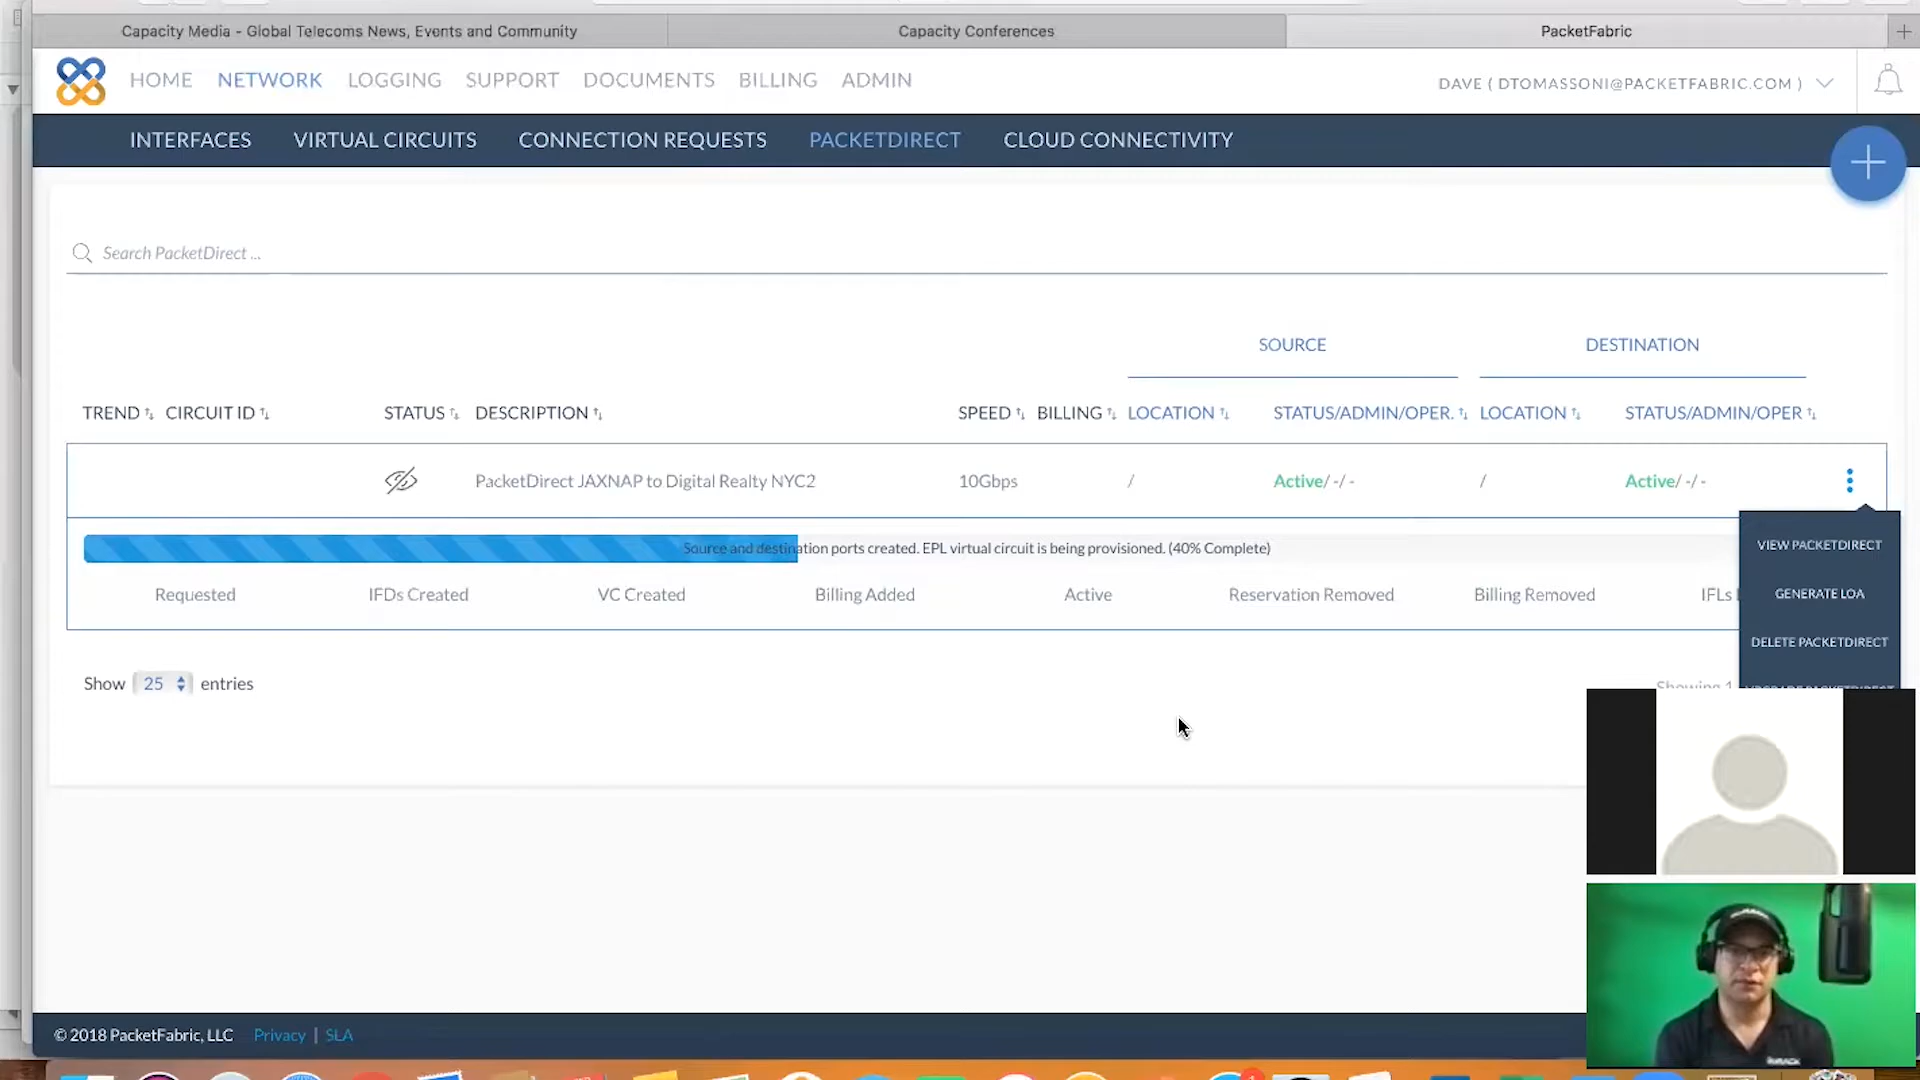 Capacity Media - Global Telecoms News, Events and Community
Capacity Conferences
PacketFabric
HOME NETWORK LOGGING SUPPORT DOCUMENTS BILLING ADMIN
DAVE ( DTOMASSONI@PACKETFABRIC.COM )
INTERFACES VIRTUAL CIRCUITS CONNECTION REQUESTS PACKETDIRECT CLOUD CONNECTIVITY
Search PacketDirect ...
SOURCE DESTINATION
TREND CIRCUIT ID STATUS DESCRIPTION SPEED BILLING LOCATION STATUS/ADMIN/OPER. LOCATION STATUS/ADMIN/OPER
PacketDirect JAXNAP to Digital Realty NYC2 10Gbps / Active/ -/ - / Active/ -/ -
Source and destination ports created. EPL virtual circuit is being provisioned. (40% Complete)
Requested IFDs Created VC Created Billing Added Active Reservation Removed Billing Removed IFLs
VIEW PACKETDIRECT
GENERATE LOA
DELETE PACKETDIRECT
UPGRADE PACKETDIRECT
Show 25 entries
Showing 1
© 2018 PacketFabric, LLC Privacy | SLA